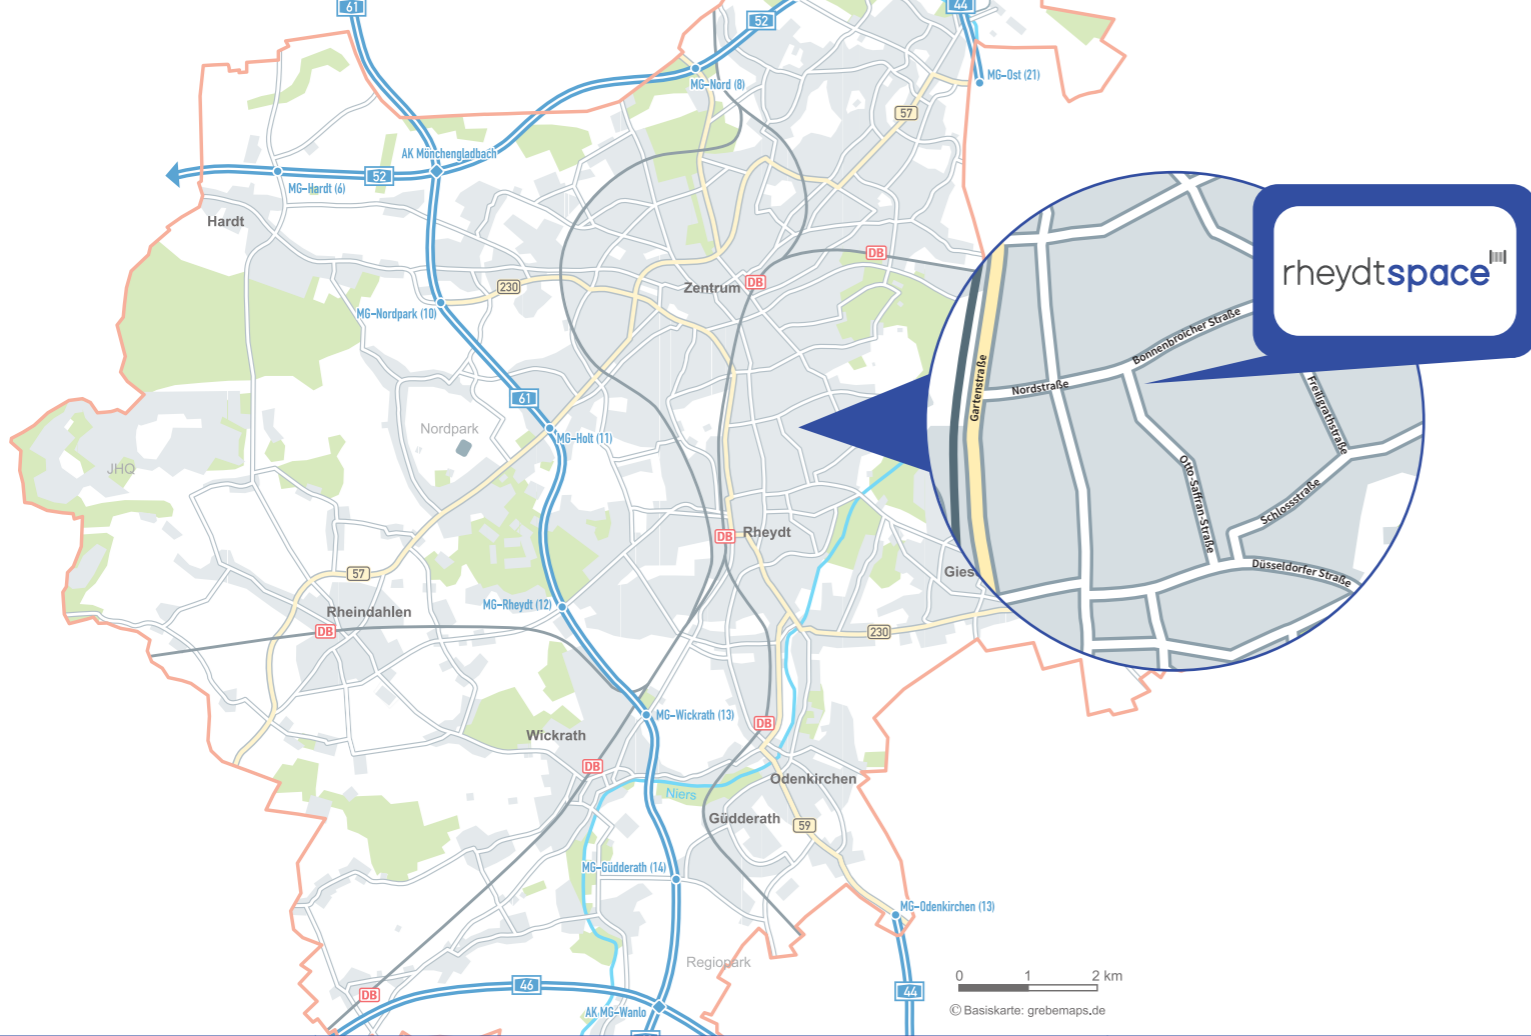 61
52
44
MG-Ost (21)
MG-Nord (8)
57
AK Mönchengladbach
52
MG-Hardt (6)
Hardt
DB
rheydtspace
Zentrum
DB
230
MG-Nordpark (10)
Bonnenbroicher Straße
Gartenstraße
Nordstraße
Freiligrathstraße
61
Nordpark
MG-Holt (11)
JHQ
Otto-Saffran-Straße
Schlossstraße
DB
Rheydt
Gies
Düsseldorfer Straße
57
MG-Rheydt (12)
Rheindahlen
DB
230
MG-Wickrath (13)
DB
Wickrath
DB
Odenkirchen
Niers
Güdderath
59
MG-Güdderath (14)
MG-Odenkirchen (13)
Regiopark
0 1 2 km
46
DB
44
© Basiskarte: grebemaps.de
AK MG-Wanlo